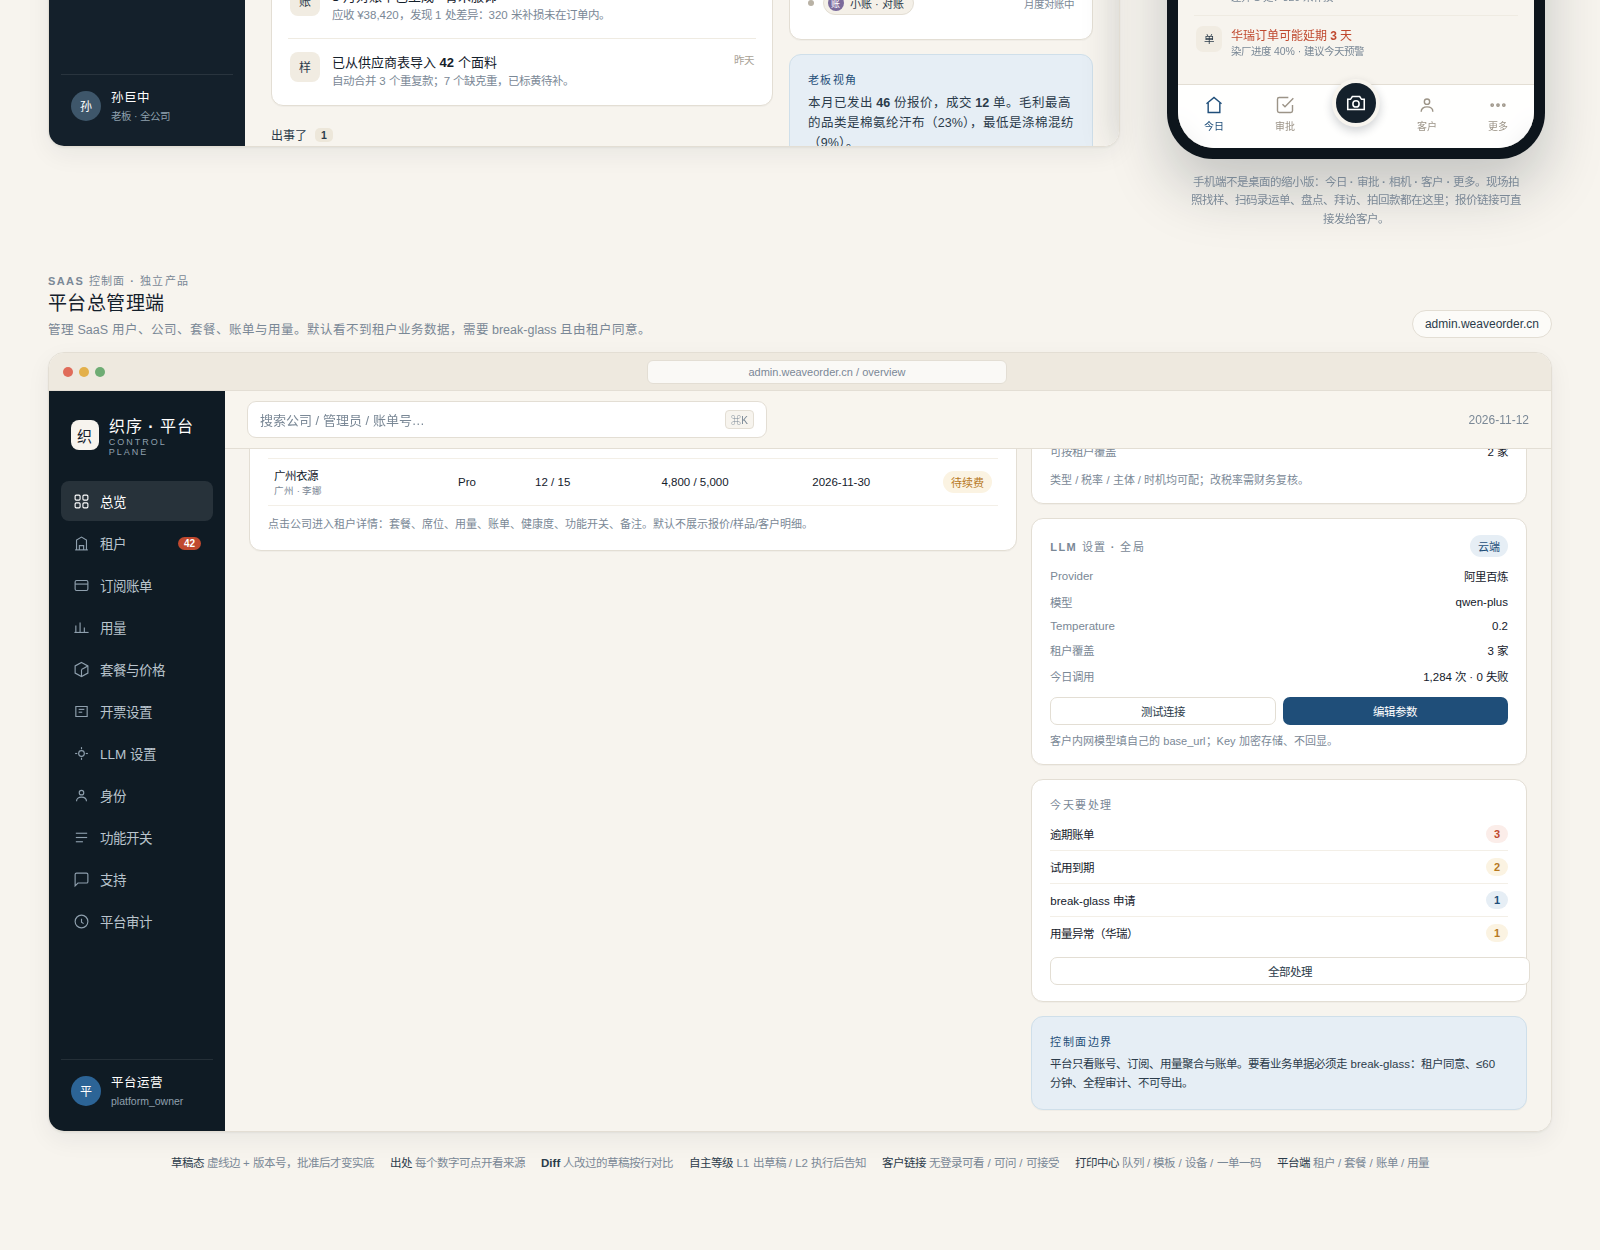 账
应收 ¥38,420，发现 1 处差异：320 米补损未在订单内。
样
已从供应商表导入 42 个面料
昨天
自动合并 3 个重复款；7 个缺克重，已标黄待补。
出事了 1
孙
孙巨中
老板 · 全公司
账 小账 · 对账
月度对账中
老板视角
本月已发出 46 份报价，成交 12 单。毛利最高
的品类是棉氨纶汗布（23%），最低是涤棉混纺
（9%）。
单
华瑞订单可能延期 3 天
染厂进度 40% · 建议今天预警
今日
审批
客户
更多
手机端不是桌面的缩小版：今日 · 审批 · 相机 · 客户 · 更多。现场拍
照找样、扫码录运单、盘点、拜访、拍回款都在这里；报价链接可直
接发给客户。
SAAS 控制面 · 独立产品
平台总管理端
管理 SaaS 用户、公司、套餐、账单与用量。默认看不到租户业务数据，需要 break-glass 且由租户同意。
admin.weaveorder.cn
admin.weaveorder.cn / overview
织
织序 · 平台
CONTROL
PLANE
总览
租户 42
订阅账单
用量
套餐与价格
开票设置
LLM 设置
身份
功能开关
支持
平台审计
平
平台运营
platform_owner
搜索公司 / 管理员 / 账单号…
⌘K
2026-11-12
广州衣源
广州 · 李娜
Pro
12 / 15
4,800 / 5,000
2026-11-30
待续费
点击公司进入租户详情：套餐、席位、用量、账单、健康度、功能开关、备注。默认不展示报价/样品/客户明细。
可按租户覆盖 2 家
类型 / 税率 / 主体 / 时机均可配；改税率需财务复核。
LLM 设置 · 全局
云端
Provider 阿里百炼
模型 qwen-plus
Temperature 0.2
租户覆盖 3 家
今日调用 1,284 次 · 0 失败
测试连接
编辑参数
客户内网模型填自己的 base_url；Key 加密存储、不回显。
今天要处理
逾期账单 3
试用到期 2
break-glass 申请 1
用量异常（华瑞） 1
全部处理
控制面边界
平台只看账号、订阅、用量聚合与账单。要看业务单据必须走 break-glass：租户同意、≤60
分钟、全程审计、不可导出。
草稿态 虚线边 + 版本号，批准后才变实底 出处 每个数字可点开看来源 Diff 人改过的草稿按行对比 自主等级 L1 出草稿 / L2 执行后告知 客户链接 无登录可看 / 可问 / 可接受 打印中心 队列 / 模板 / 设备 / 一单一码 平台端 租户 / 套餐 / 账单 / 用量